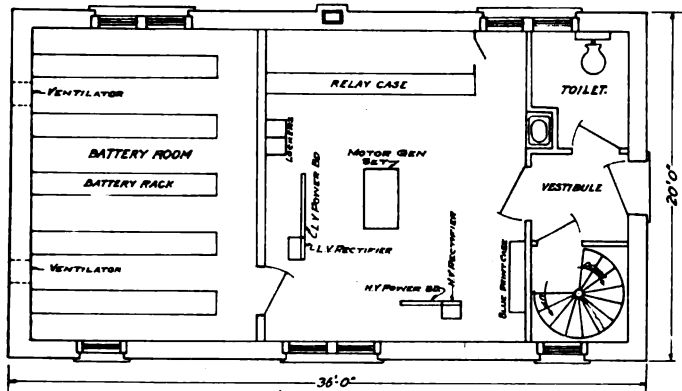 VENTILATOR
BATTERY ROOM
BATTERY RACK
VENTILATOR
RELAY CASE
LOCKERS
L.V. POWER BD
L.V. RECTIFIER
MOTOR GEN
SET
H.V. RECTIFIER
H.V. POWER BD.
BLUE PRINT CASE
TOILET.
VESTIBULE
UP
20'0"
36'-0"